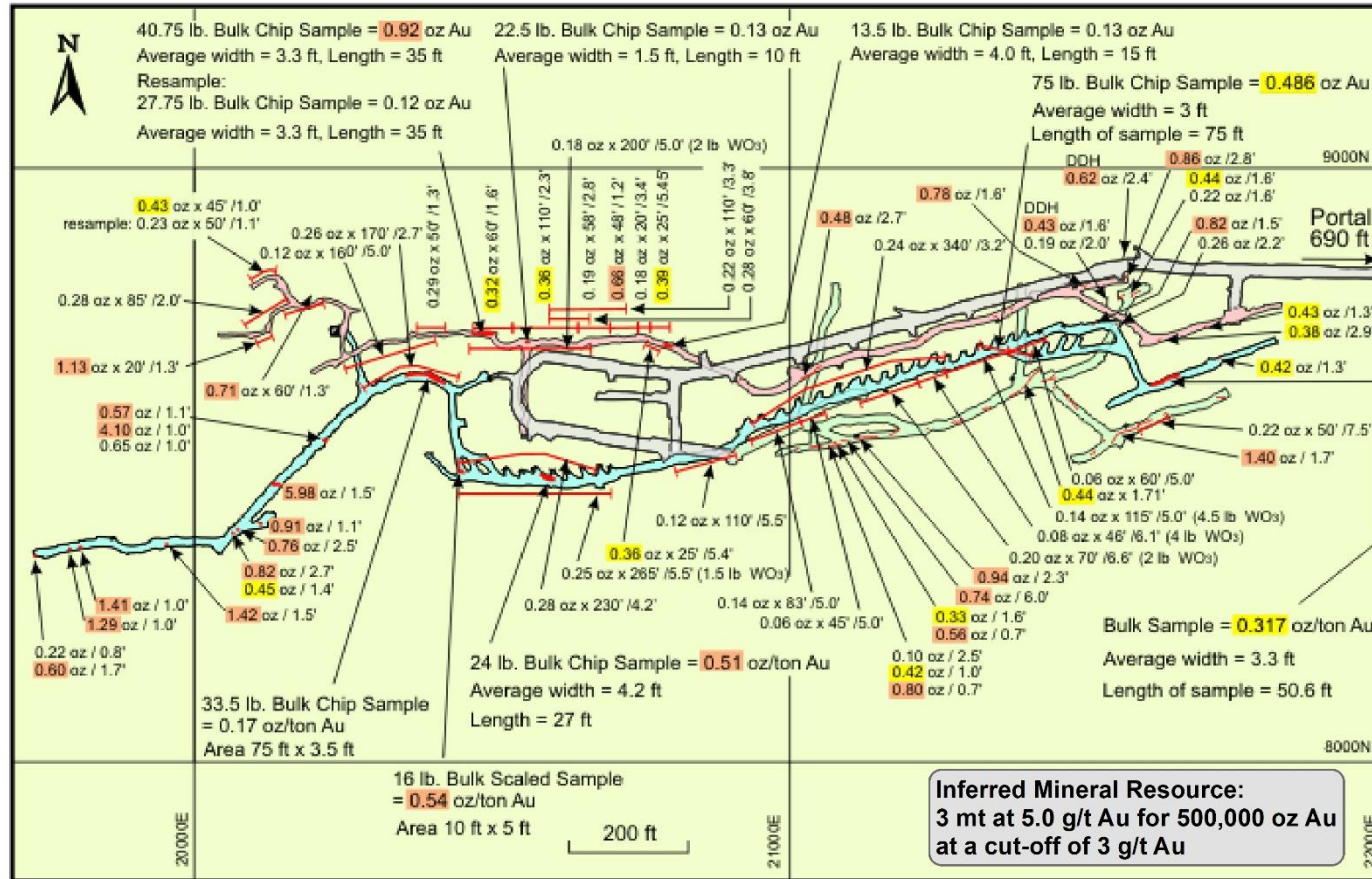 N
40.75 lb. Bulk Chip Sample = 0.92 oz Au
Average width = 3.3 ft, Length = 35 ft
Resample:
27.75 lb. Bulk Chip Sample = 0.12 oz Au
Average width = 3.3 ft, Length = 35 ft
22.5 lb. Bulk Chip Sample = 0.13 oz Au
Average width = 1.5 ft, Length = 10 ft
13.5 lb. Bulk Chip Sample = 0.13 oz Au
Average width = 4.0 ft, Length = 15 ft
75 lb. Bulk Chip Sample = 0.486 oz Au
Average width = 3 ft
Length of sample = 75 ft
9000N
0.18 oz x 200' /5.0' (2 lb WO₃)
0.43 oz x 45' /1.0'
resample: 0.23 oz x 50' /1.1'
0.26 oz x 170' /2.7'
0.12 oz x 160' /5.0'
0.29 oz x 50' /1.3'
0.32 oz x 60' /1.6'
0.36 oz x 110' /2.3'
0.19 oz x 58' /2.8'
0.66 oz x 48' /1.2'
0.18 oz x 20' /3.4'
0.39 oz x 25' /5.45'
0.22 oz x 110' /3.3'
0.28 oz x 60' /3.8'
0.48 oz /2.7'
0.24 oz x 340' /3.2'
0.78 oz /1.6'
DDH
0.62 oz /2.4'
DDH
0.43 oz /1.6'
0.19 oz /2.0'
0.86 oz /2.8'
0.44 oz /1.6'
0.22 oz /1.6'
0.82 oz /1.5'
0.26 oz /2.2'
Portal
690 ft
0.28 oz x 85' /2.0'
1.13 oz x 20' /1.3'
0.71 oz x 60' /1.3'
0.43 oz /1.3'
0.38 oz /2.9
0.42 oz /1.3'
0.22 oz x 50' /7.5'
1.40 oz / 1.7'
0.57 oz / 1.1'
4.10 oz / 1.0'
0.65 oz / 1.0'
5.98 oz / 1.5'
0.91 oz / 1.1'
0.76 oz / 2.5'
0.82 oz / 2.7'
0.45 oz / 1.4'
1.42 oz / 1.5'
1.41 oz / 1.0'
1.29 oz / 1.0'
0.22 oz / 0.8'
0.60 oz / 1.7'
0.12 oz x 110' /5.5'
0.36 oz x 25' /5.4'
0.25 oz x 265' /5.5' (1.5 lb WO₃)
0.28 oz x 230' /4.2'
0.06 oz x 60' /5.0'
0.44 oz x 1.71'
0.14 oz x 115' /5.0' (4.5 lb WO₃)
0.08 oz x 46' /6.1' (4 lb WO₃)
0.20 oz x 70' /6.6' (2 lb WO₃)
0.94 oz / 2.3'
0.74 oz / 6.0'
0.33 oz / 1.6'
0.56 oz / 0.7'
0.14 oz x 83' /5.0'
0.06 oz x 45' /5.0'
0.10 oz / 2.5'
0.42 oz / 1.0'
0.80 oz / 0.7'
Bulk Sample = 0.317 oz/ton Au
Average width = 3.3 ft
Length of sample = 50.6 ft
33.5 lb. Bulk Chip Sample
= 0.17 oz/ton Au
Area 75 ft x 3.5 ft
24 lb. Bulk Chip Sample = 0.51 oz/ton Au
Average width = 4.2 ft
Length = 27 ft
16 lb. Bulk Scaled Sample
= 0.54 oz/ton Au
Area 10 ft x 5 ft
200 ft
8000N
20000E
21000E
22000E
Inferred Mineral Resource:
3 mt at 5.0 g/t Au for 500,000 oz Au
at a cut-off of 3 g/t Au